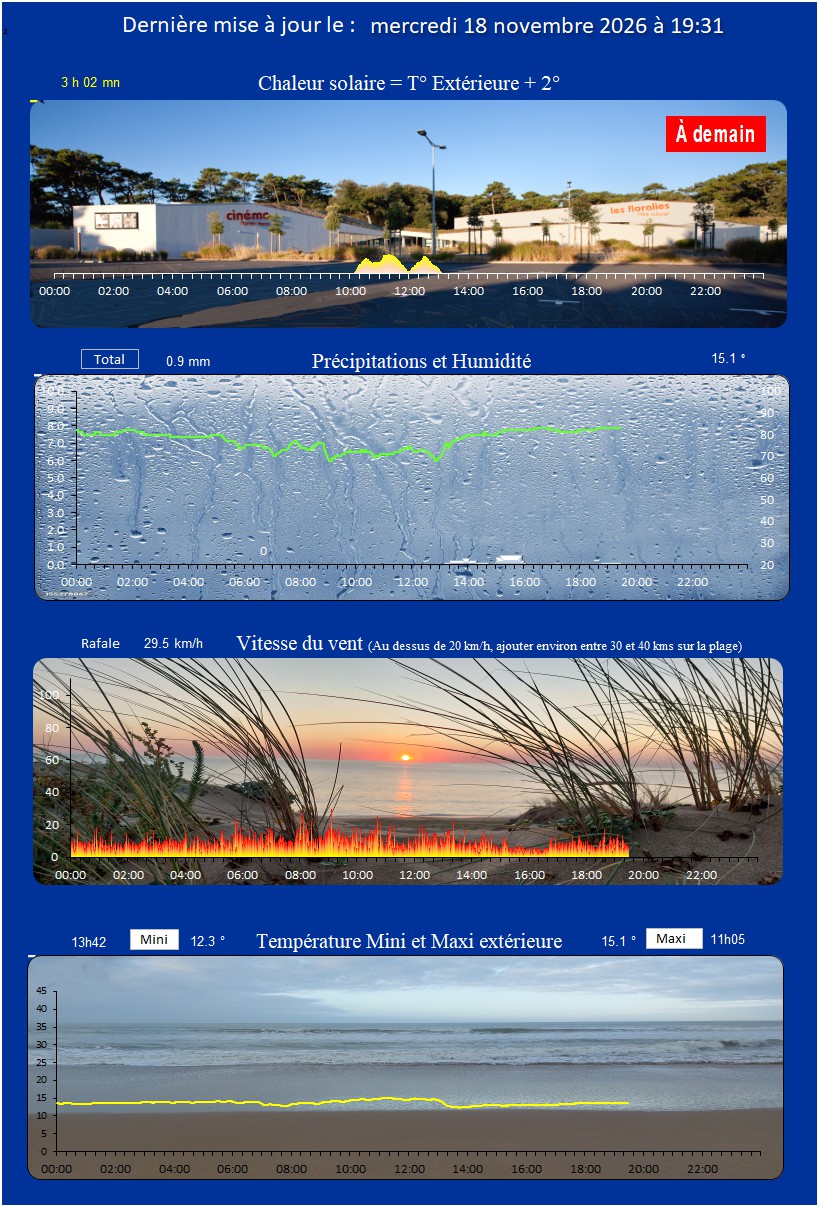 Dernière mise à jour le : mercredi 18 novembre 2026 à 19:31
3 h 02 mn
Chaleur solaire = T° Extérieure + 2°
À demain
cinéma
les floralies
00:00 02:00 04:00 06:00 08:00 10:00 12:00 14:00 16:00 18:00 20:00 22:00
Total 0.9 mm Précipitations et Humidité 15.1 °
10.0 100
9.0 90
8.0 80
7.0 70
6.0 60
5.0 50
4.0 40
3.0
2.0 30
1.0
0
0.0 20
00:00 02:00 04:00 06:00 08:00 10:00 12:00 14:00 16:00 18:00 20:00 22:00
Rafale 29.5 km/h Vitesse du vent (Au dessus de 20 km/h, ajouter environ entre 30 et 40 kms sur la plage)
100
80
60
40
20
0
00:00 02:00 04:00 06:00 08:00 10:00 12:00 14:00 16:00 18:00 20:00 22:00
13h42 Mini 12.3 ° Température Mini et Maxi extérieure 15.1 ° Maxi 11h05
45
40
35
30
25
20
15
10
5
0
00:00 02:00 04:00 06:00 08:00 10:00 12:00 14:00 16:00 18:00 20:00 22:00